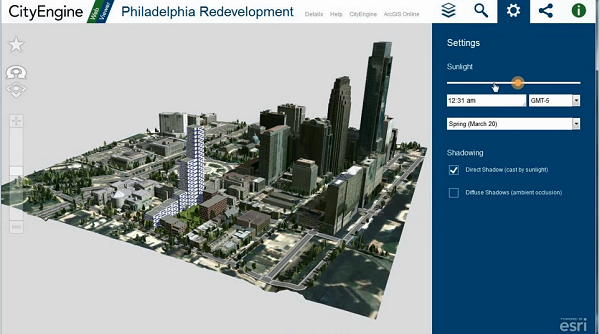 CityEngine Web Viewer
Philadelphia Redevelopment
Details Help CityEngine ArcGIS Online
Settings
Sunlight
12:31 am
GMT-5
Spring (March 20)
Shadowing
Direct Shadow (cast by sunlight)
Diffuse Shadows (ambient occlusion)
POWERED BY
esri